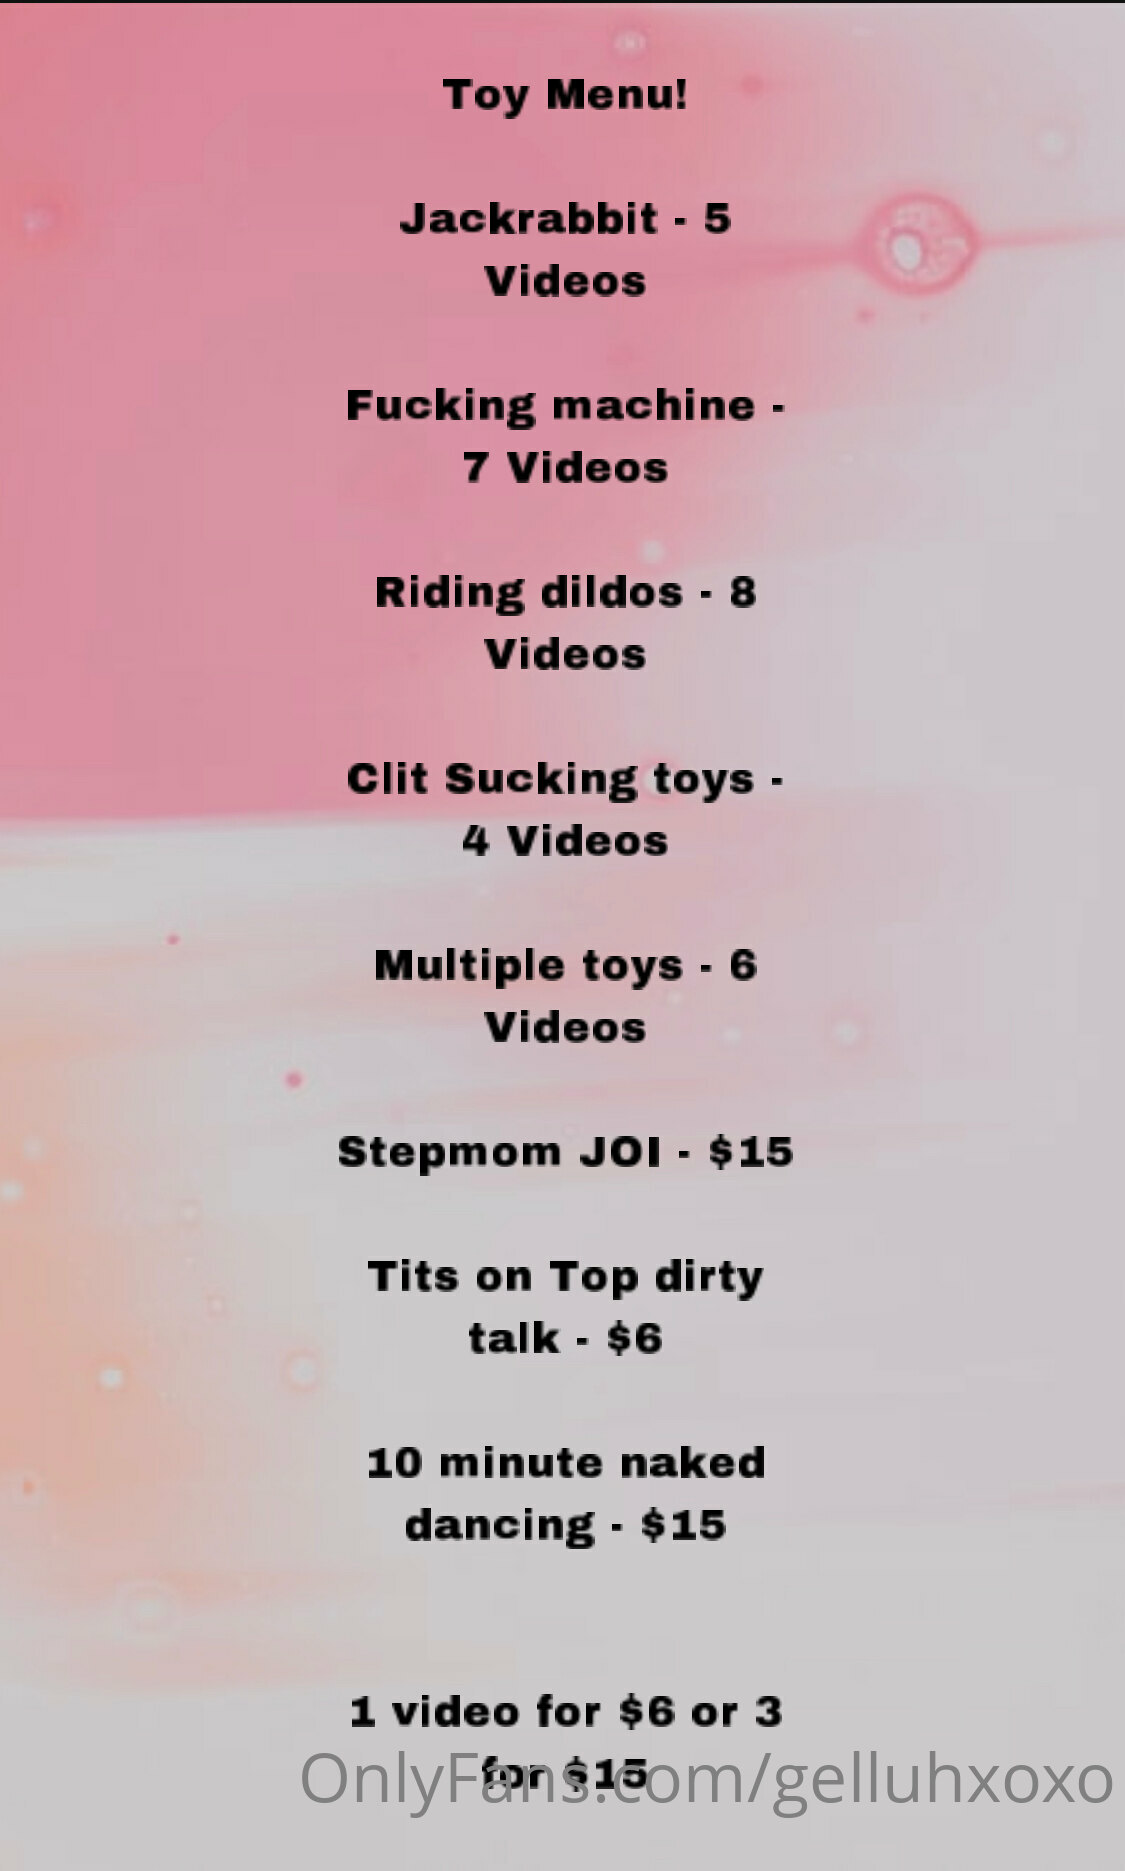 Toy Menu!
Jackrabbit - 5
Videos
Fucking machine -
7 Videos
Riding dildos - 8
Videos
Clit Sucking toys -
4 Videos
Multiple toys - 6
Videos
Stepmom JOI - $15
Tits on Top dirty
talk - $6
10 minute naked
dancing - $15
1 video for $6 or 3
for $15
OnlyFans.com/gelluhxoxo